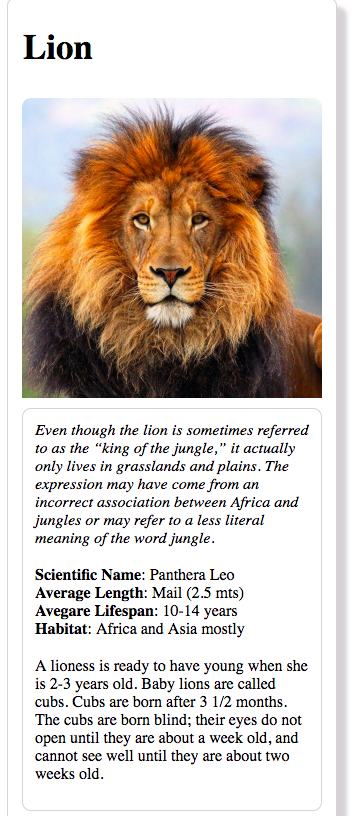 Lion
Even though the lion is sometimes referred
to as the “king of the jungle,” it actually
only lives in grasslands and plains. The
expression may have come from an
incorrect association between Africa and
jungles or may refer to a less literal
meaning of the word jungle.
Scientific Name: Panthera Leo
Average Length: Mail (2.5 mts)
Avegare Lifespan: 10-14 years
Habitat: Africa and Asia mostly
A lioness is ready to have young when she
is 2-3 years old. Baby lions are called
cubs. Cubs are born after 3 1/2 months.
The cubs are born blind; their eyes do not
open until they are about a week old, and
cannot see well until they are about two
weeks old.